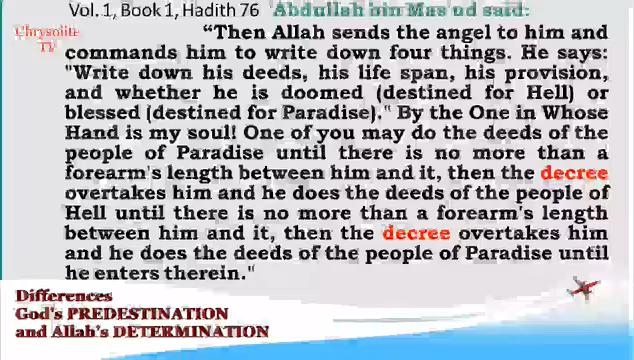 Vol. 1, Book 1, Hadith 76 Abdullah bin Mas ud said:
Chrysolite
TV
"Then Allah sends the angel to him and
commands him to write down four things. He says:
"Write down his deeds, his life span, his provision,
and whether he is doomed (destined for Hell) or
blessed (destined for Paradise)." By the One in Whose
Hand is my soul! One of you may do the deeds of the
people of Paradise until there is no more than a
forearm's length between him and it, then the decree
overtakes him and he does the deeds of the people of
Hell until there is no more than a forearm's length
between him and it, then the decree overtakes him
and he does the deeds of the people of Paradise until
he enters therein."
Differences
God's PREDESTINATION
and Allah's DETERMINATION